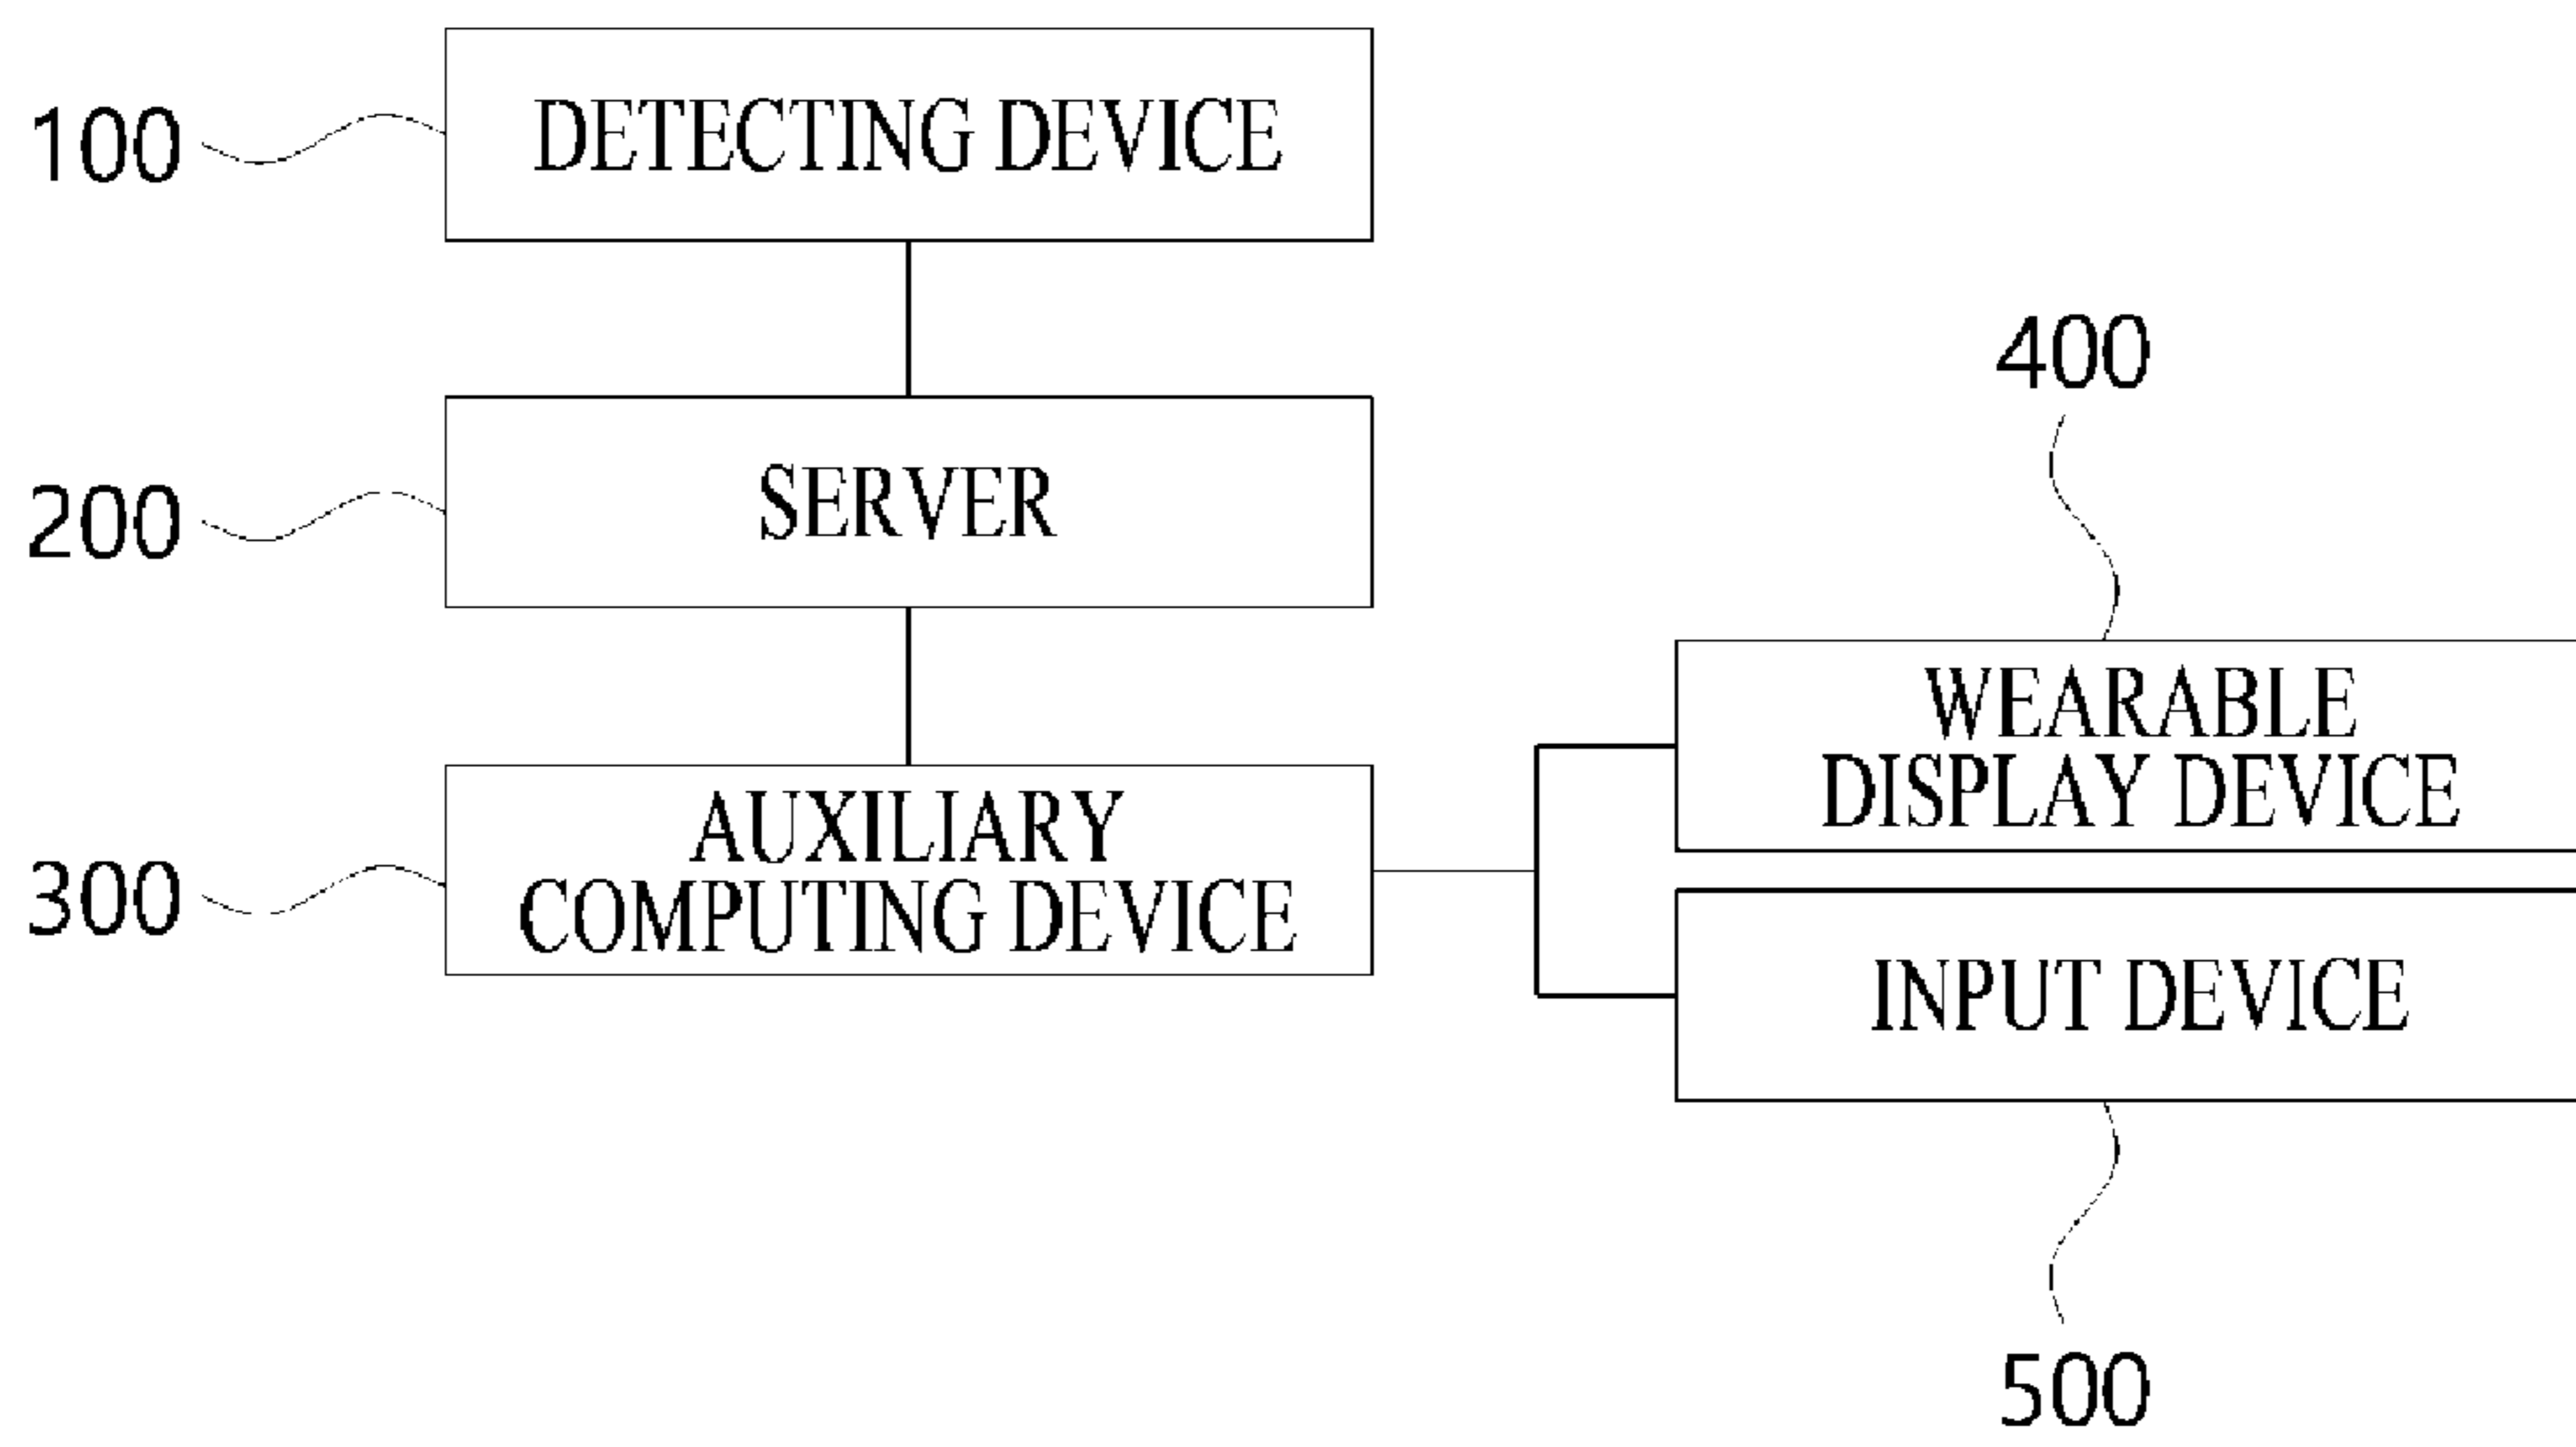 100
DETECTING DEVICE
200
SERVER
300
AUXILIARY
COMPUTING DEVICE
400
WEARABLE
DISPLAY DEVICE
INPUT DEVICE
500